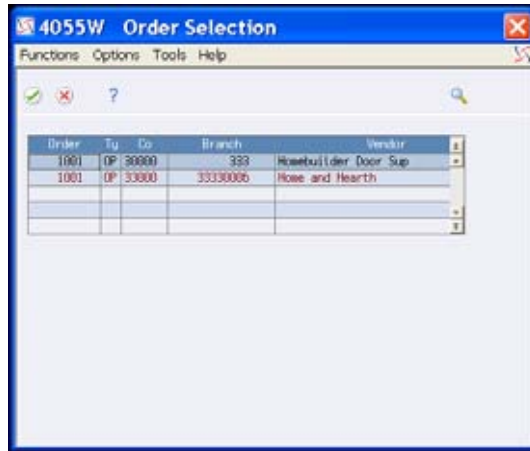 4055W Order Selection
Functions Options Tools Help
?
Order Ty Co Branch Vendor
1001 OP 30000 333 Homebuilder Door Sup
1001 OP 33000 33330006 Home and Hearth